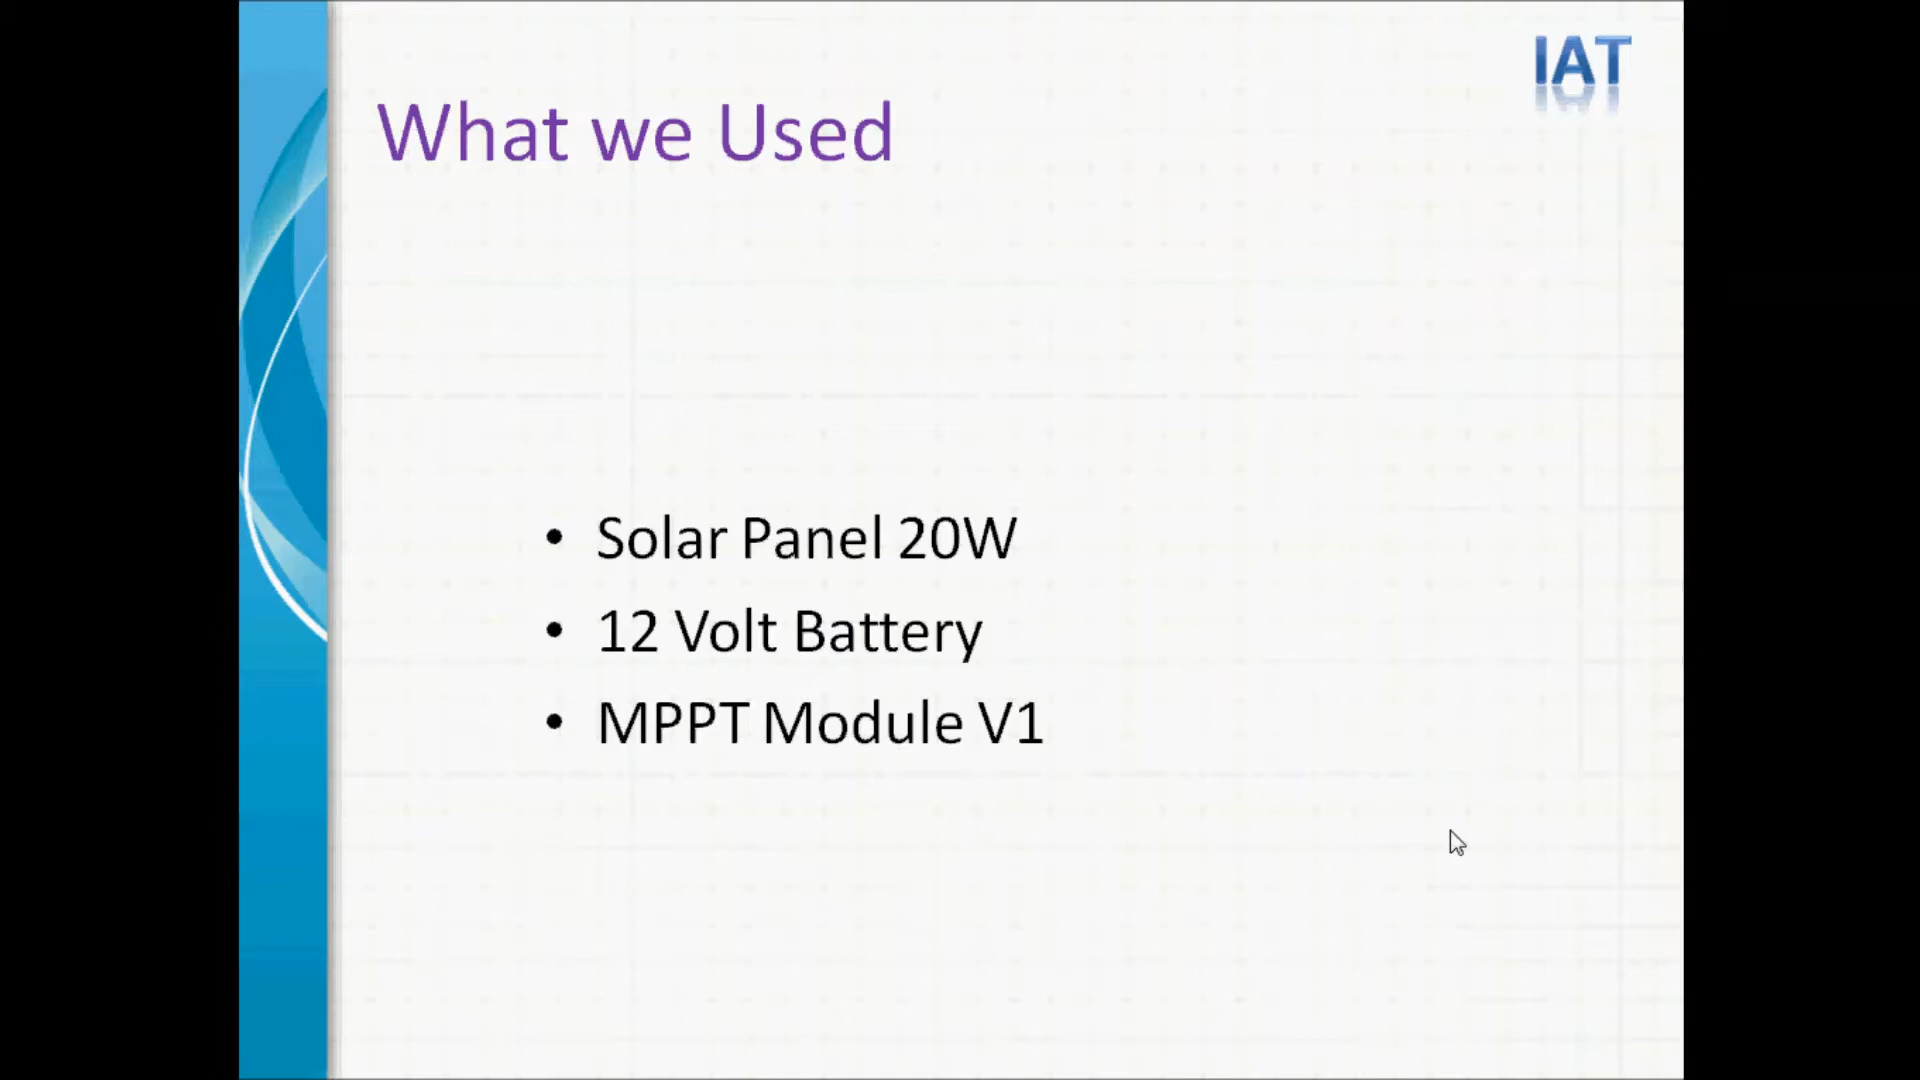 IAT
What we Used
• Solar Panel 20W
• 12 Volt Battery
• MPPT Module V1